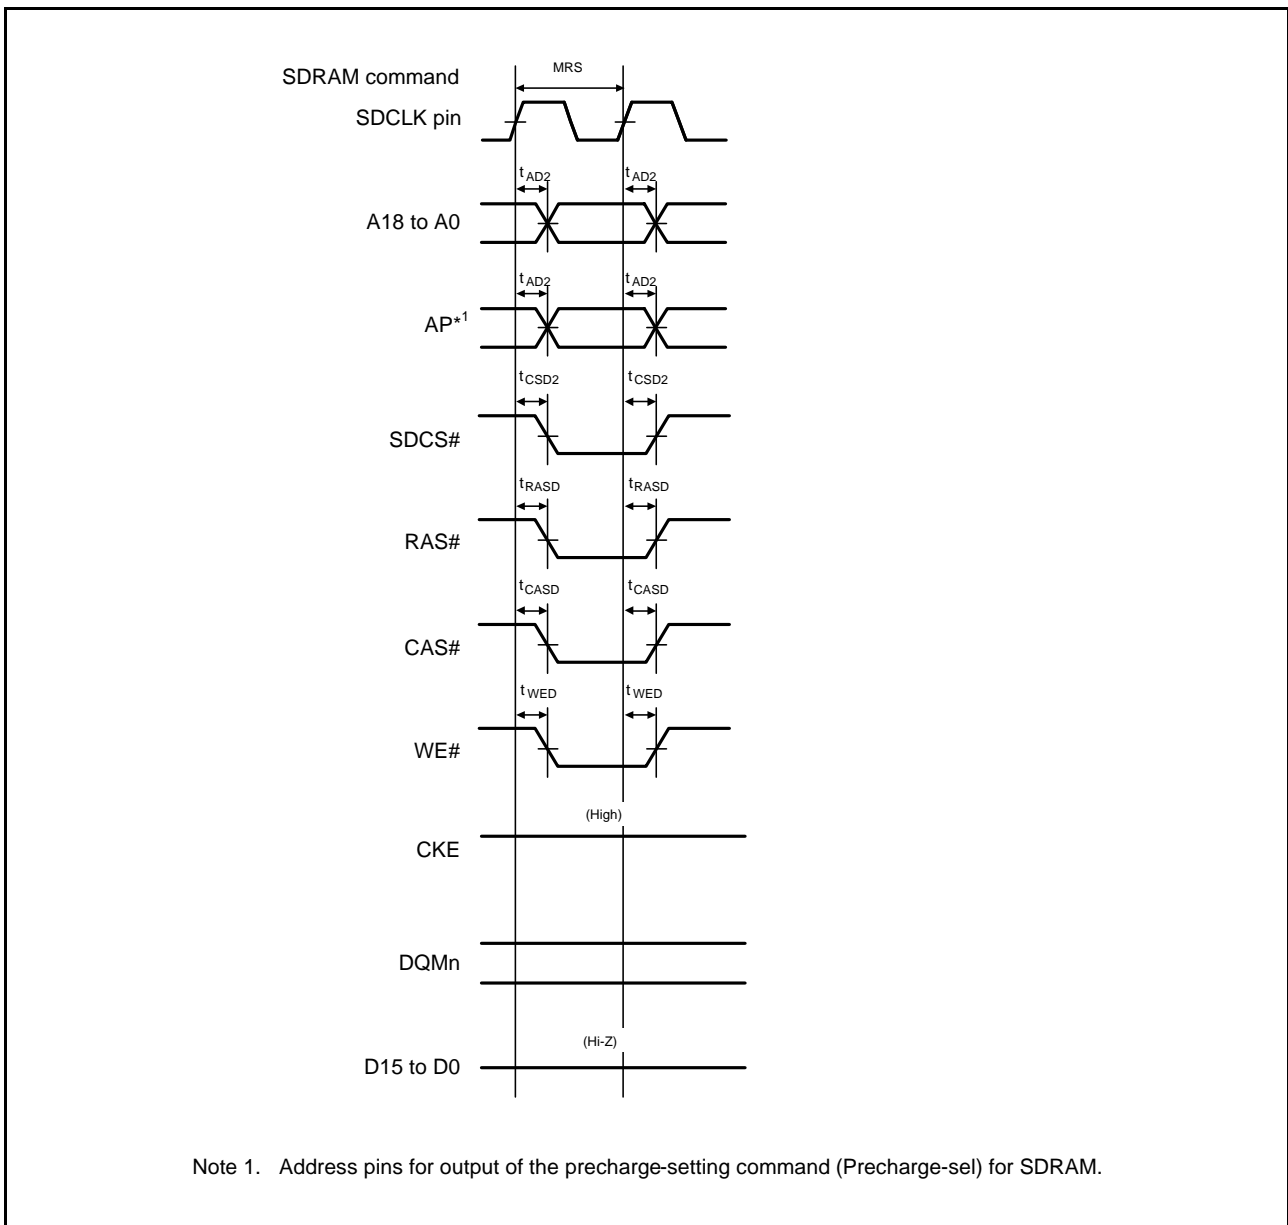 SDRAM command
MRS
SDCLK pin
tAD2 tAD2
A18 to A0
tAD2 tAD2
AP*1
tCSD2 tCSD2
SDCS#
tRASD tRASD
RAS#
tCASD tCASD
CAS#
tWED tWED
WE#
(High)
CKE
DQMn
(Hi-Z)
D15 to D0
Note 1. Address pins for output of the precharge-setting command (Precharge-sel) for SDRAM.